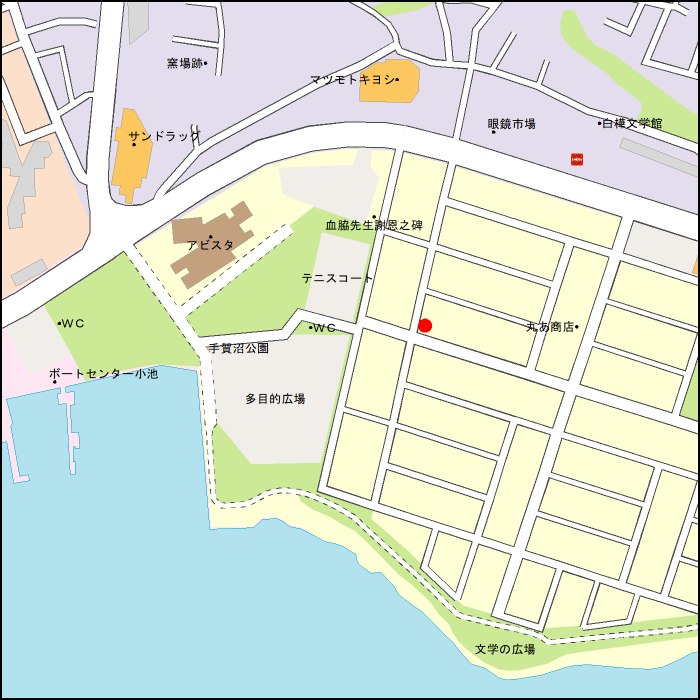 窯場跡
マツモトキヨシ
サンドラッグ
眼鏡市場
白樺文学館
血脇先生謝恩之碑
アビスタ
テニスコート
WC
WC
丸あ商店
手賀沼公園
ボートセンター小池
多目的広場
文学の広場